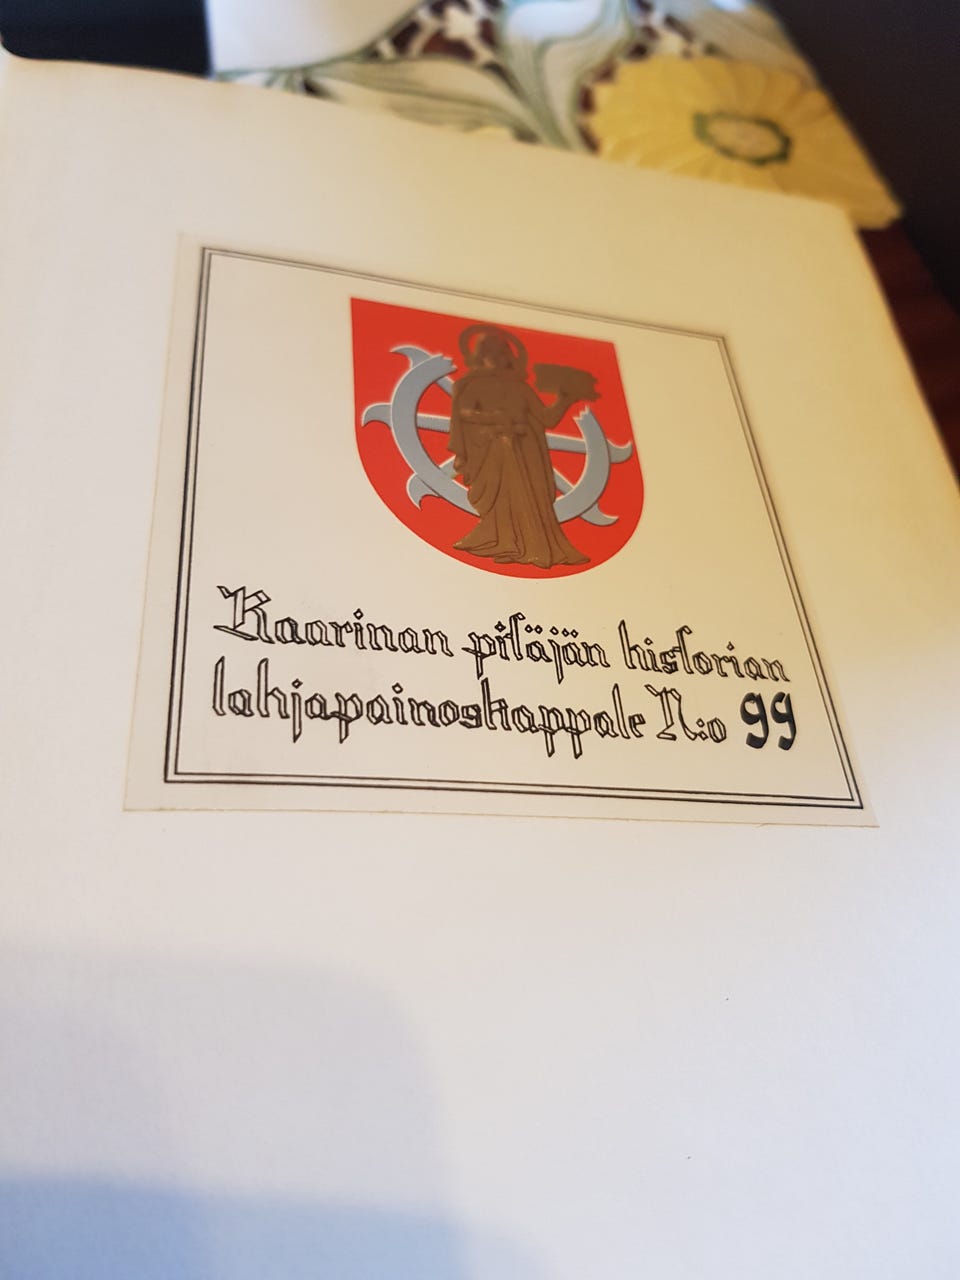 Kaarinan pitäjän historian
lahjapainoskappale N:o 99